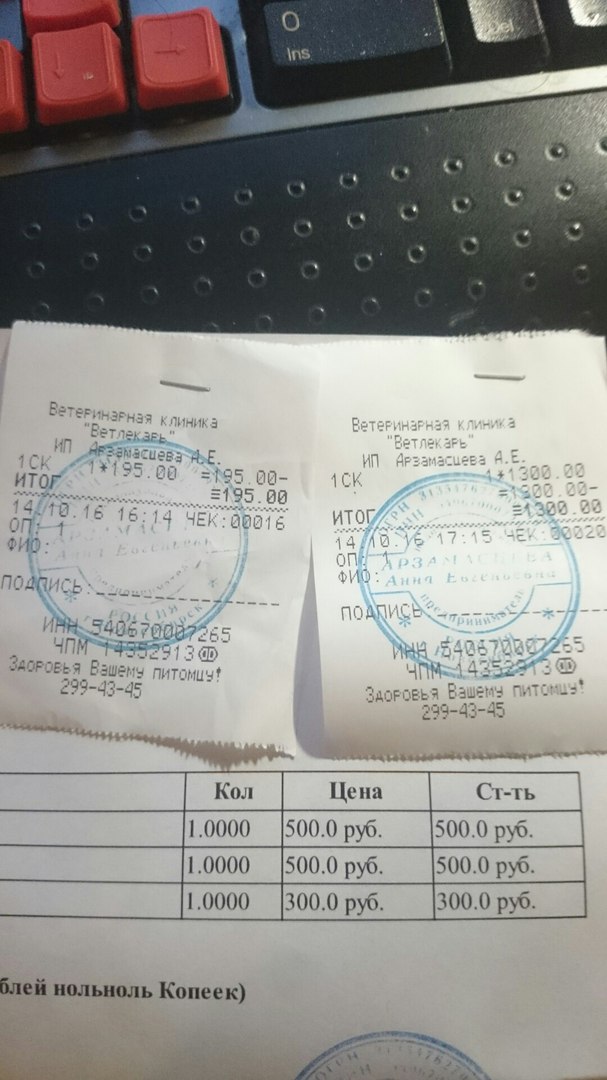 0
Ins
Del
Ветеринарная клиника
"Ветлекарь"
ИП Арзамасцева А.Е.
1СК 1*195.00 =195.00-
ИТОГ ≡195.00
14.10.16 16:14 ЧЕК:00016
ОП: 1
ФИО:
ПОДПИСЬ:
ИНН 540670007265
ЧПМ 14352913
Здоровья Вашему питомцу!
299-43-45
РОССИЯ
Ветеринарная клиника
"Ветлекарь"
ИП Арзамасцева А.Е.
1СК 1*1300.00
=1300.00-
ИТОГ ≡1300.00
14.10.16 17:15 ЧЕК:00020
ОП: 1
ФИО:
ПОДПИСЬ
ИНН 540670007265
ЧПМ 14352913
Здоровья Вашему питомцу!
299-43-45
АРЗАМАСЦЕВА
Анна Евгеньевна
предприниматель
Кол Цена Ст-ть
1.0000 500.0 руб. 500.0 руб.
1.0000 500.0 руб. 500.0 руб.
1.0000 300.0 руб. 300.0 руб.
блей нольноль Копеек)